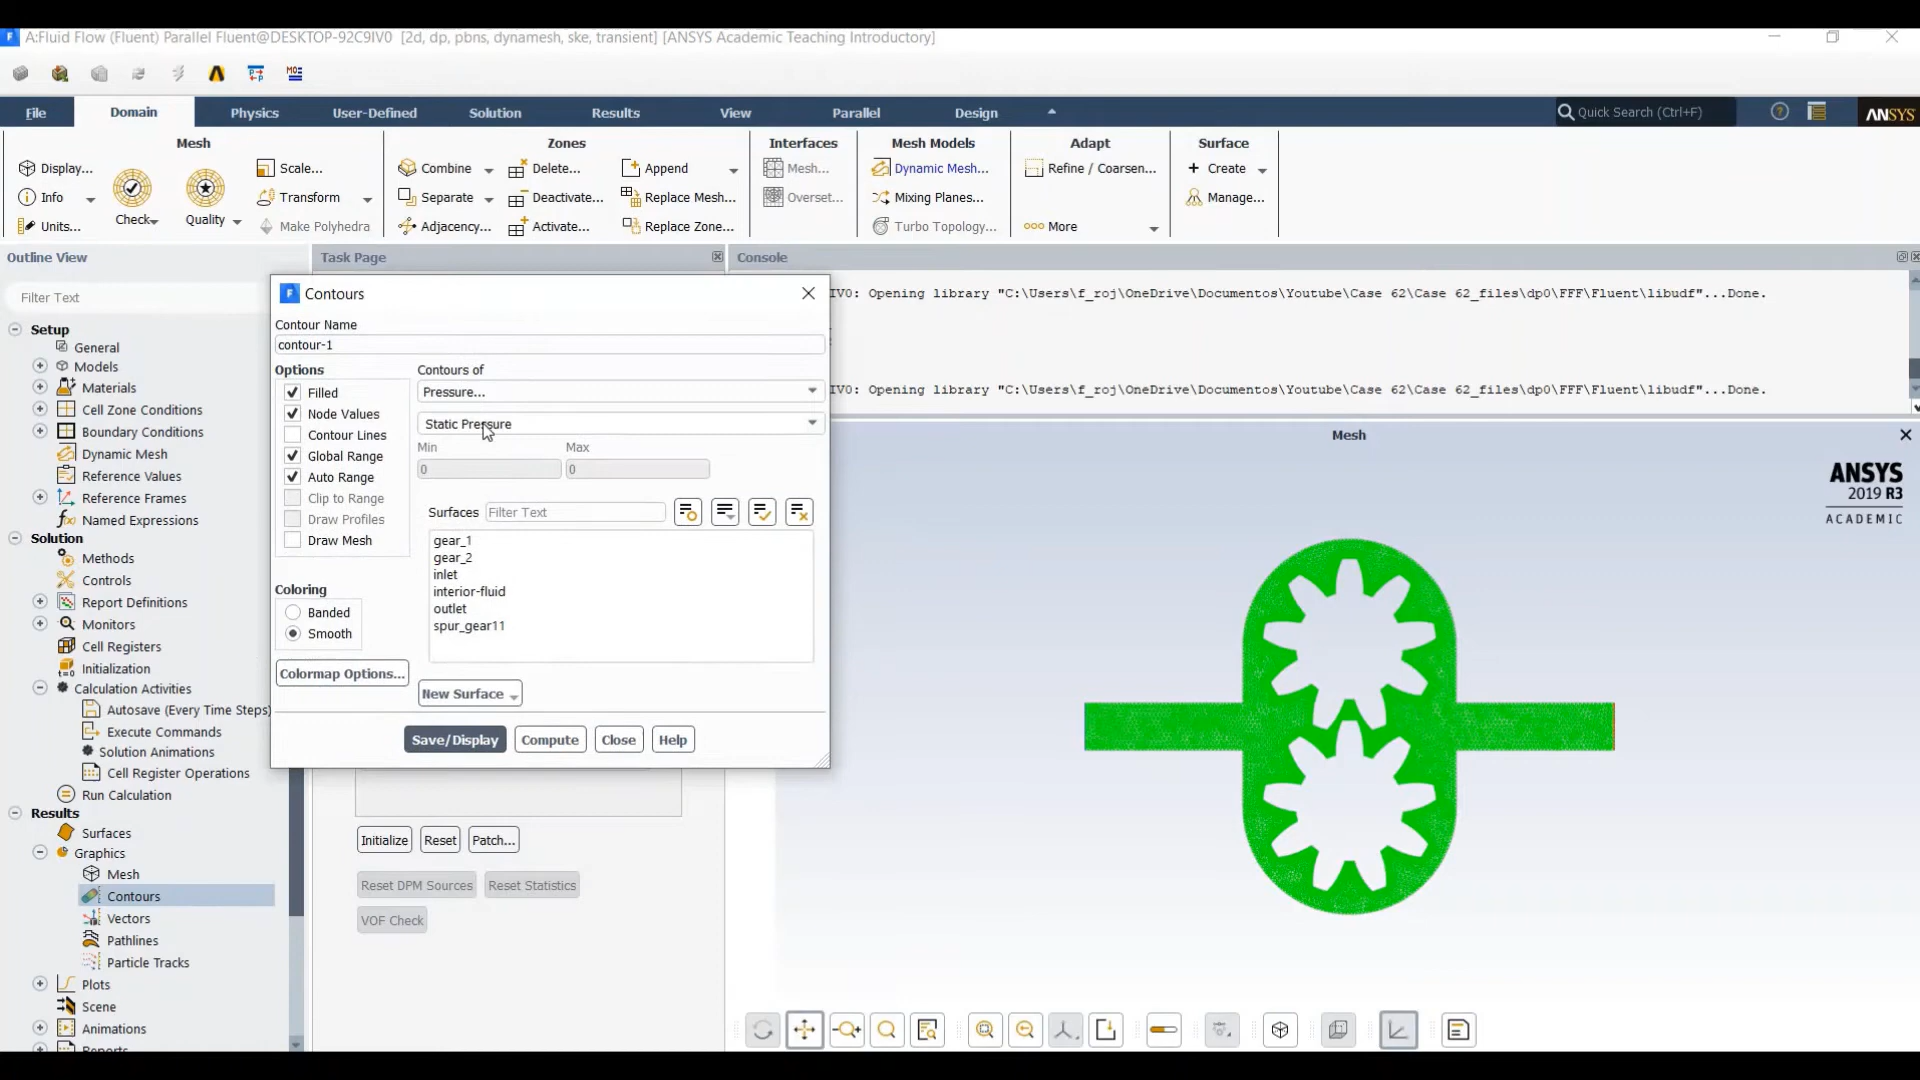 A:Fluid Flow (Fluent) Parallel Fluent@DESKTOP-92C9IV0 [2d, dp, pbns, dynamesh, ske, transient] [ANSYS Academic Teaching Introductory]
File Domain Physics User-Defined Solution Results View Parallel Design Quick Search (Ctrl+F) ANSYS
Mesh
Display...
Info
Units...
Check
Quality
Scale...
Transform
Make Polyhedra
Zones
Combine
Separate
Adjacency...
Delete...
Deactivate...
Activate...
Append
Replace Mesh...
Replace Zone...
Interfaces
Mesh...
Overset...
Mesh Models
Dynamic Mesh...
Mixing Planes...
Turbo Topology...
Adapt
Refine / Coarsen...
More
Surface
Create
Manage...
Outline View
Filter Text
Setup
General
Models
Materials
Cell Zone Conditions
Boundary Conditions
Dynamic Mesh
Reference Values
Reference Frames
Named Expressions
Solution
Methods
Controls
Report Definitions
Monitors
Cell Registers
Initialization
Calculation Activities
Autosave (Every Time Steps)
Execute Commands
Solution Animations
Cell Register Operations
Run Calculation
Results
Surfaces
Graphics
Mesh
Contours
Vectors
Pathlines
Particle Tracks
Plots
Scene
Animations
Task Page
Contours
Contour Name
contour-1
Options
Filled
Node Values
Contour Lines
Global Range
Auto Range
Clip to Range
Draw Profiles
Draw Mesh
Coloring
Banded
Smooth
Colormap Options...
Contours of
Pressure...
Static Pressure
Min Max
0 0
Surfaces Filter Text
gear_1
gear_2
inlet
interior-fluid
outlet
spur_gear11
New Surface
Save/Display Compute Close Help
Initialize Reset Patch...
Reset DPM Sources Reset Statistics
VOF Check
Console
IV0: Opening library "C:\Users\f_roj\OneDrive\Documentos\Youtube\Case 62\Case 62_files\dp0\FFF\Fluent\libudf"...Done.
IV0: Opening library "C:\Users\f_roj\OneDrive\Documentos\Youtube\Case 62\Case 62_files\dp0\FFF\Fluent\libudf"...Done.
Mesh
ANSYS
2019 R3
ACADEMIC